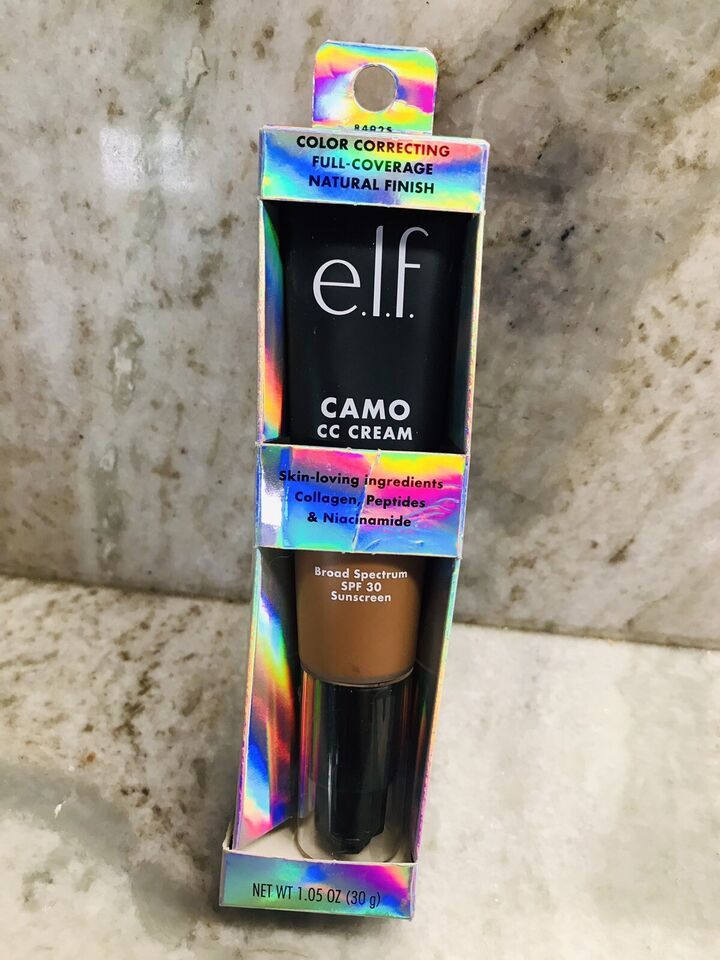 COLOR CORRECTING
FULL-COVERAGE
NATURAL FINISH
e.l.f.
CAMO
CC CREAM
Skin-loving ingredients
Collagen, Peptides
& Niacinamide
Broad Spectrum
SPF 30
Sunscreen
NET WT 1.05 OZ (30 g)